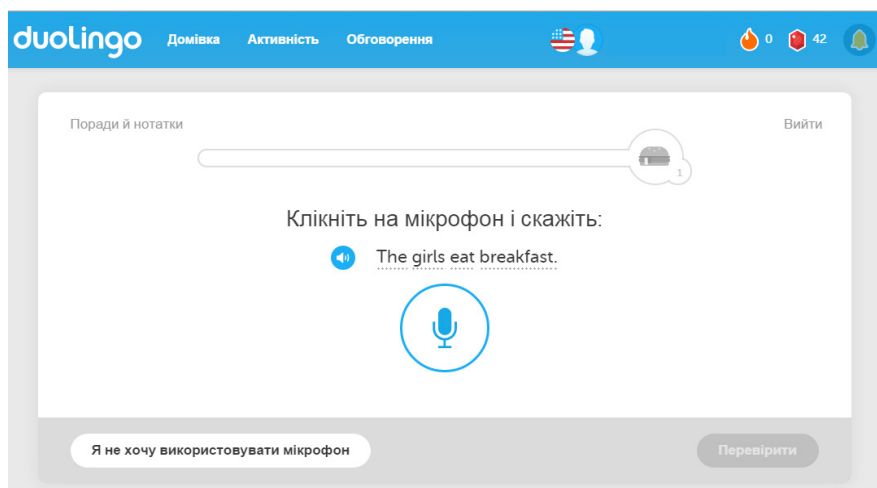 duolingo Домівка Активність Обговорення 0 42
Поради й нотатки Вийти
1
Клікніть на мікрофон і скажіть:
The girls eat breakfast.
Я не хочу використовувати мікрофон Перевірити